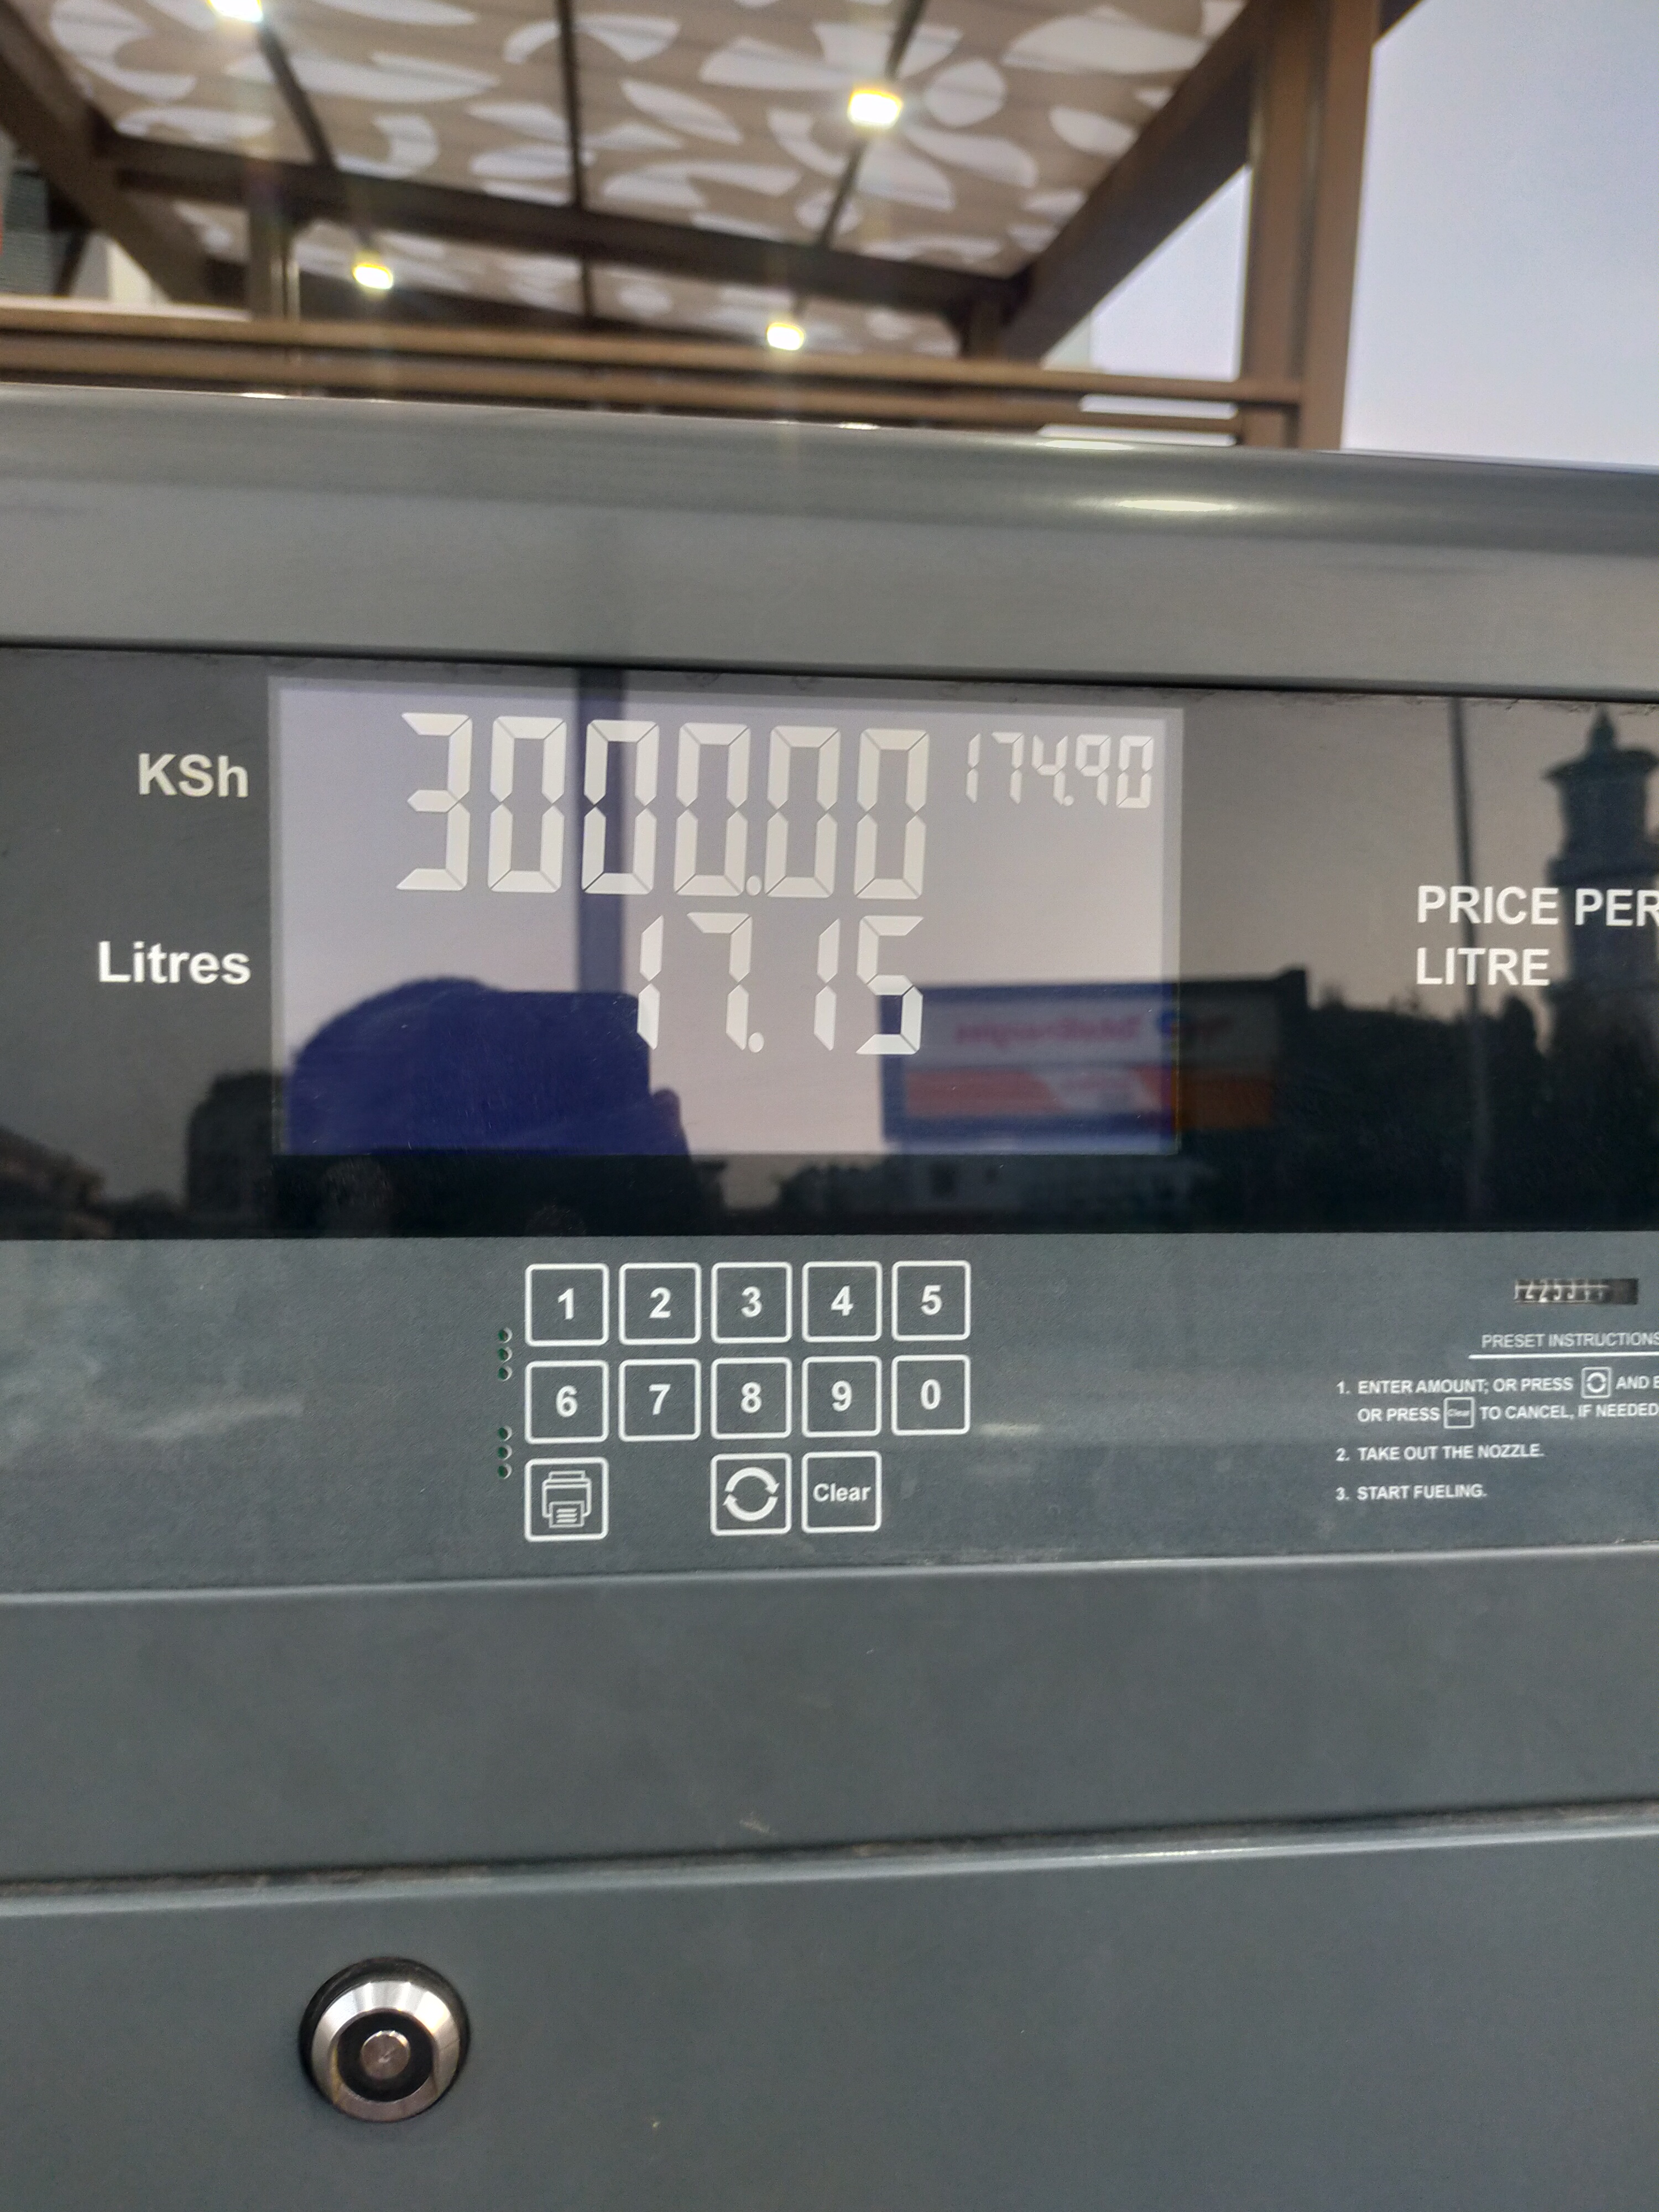 KSh 3000.00 174.90
Litres 17.15
PRICE PER
LITRE
1 2 3 4 5
6 7 8 9 0
Clear
PRESET INSTRUCTIONS
1. ENTER AMOUNT; OR PRESS AND
OR PRESS Clear TO CANCEL, IF NEEDED
2. TAKE OUT THE NOZZLE.
3. START FUELING.